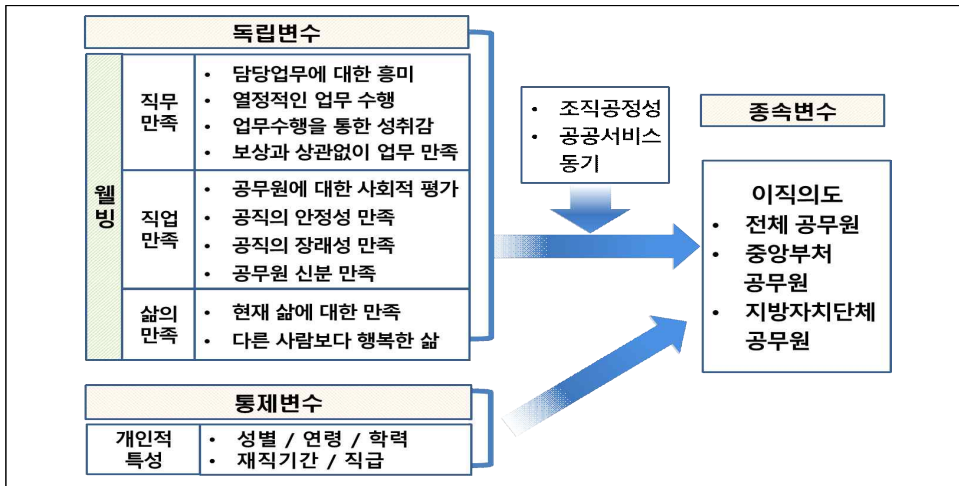 독립변수
웰빙
직무
만족
• 담당업무에 대한 흥미
• 열정적인 업무 수행
• 업무수행을 통한 성취감
• 보상과 상관없이 업무 만족
직업
만족
• 공무원에 대한 사회적 평가
• 공직의 안정성 만족
• 공직의 장래성 만족
• 공무원 신분 만족
삶의
만족
• 현재 삶에 대한 만족
• 다른 사람보다 행복한 삶
• 조직공정성
• 공공서비스
동기
종속변수
이직의도
• 전체 공무원
• 중앙부처
공무원
• 지방자치단체
공무원
통제변수
개인적
특성
• 성별 / 연령 / 학력
• 재직기간 / 직급